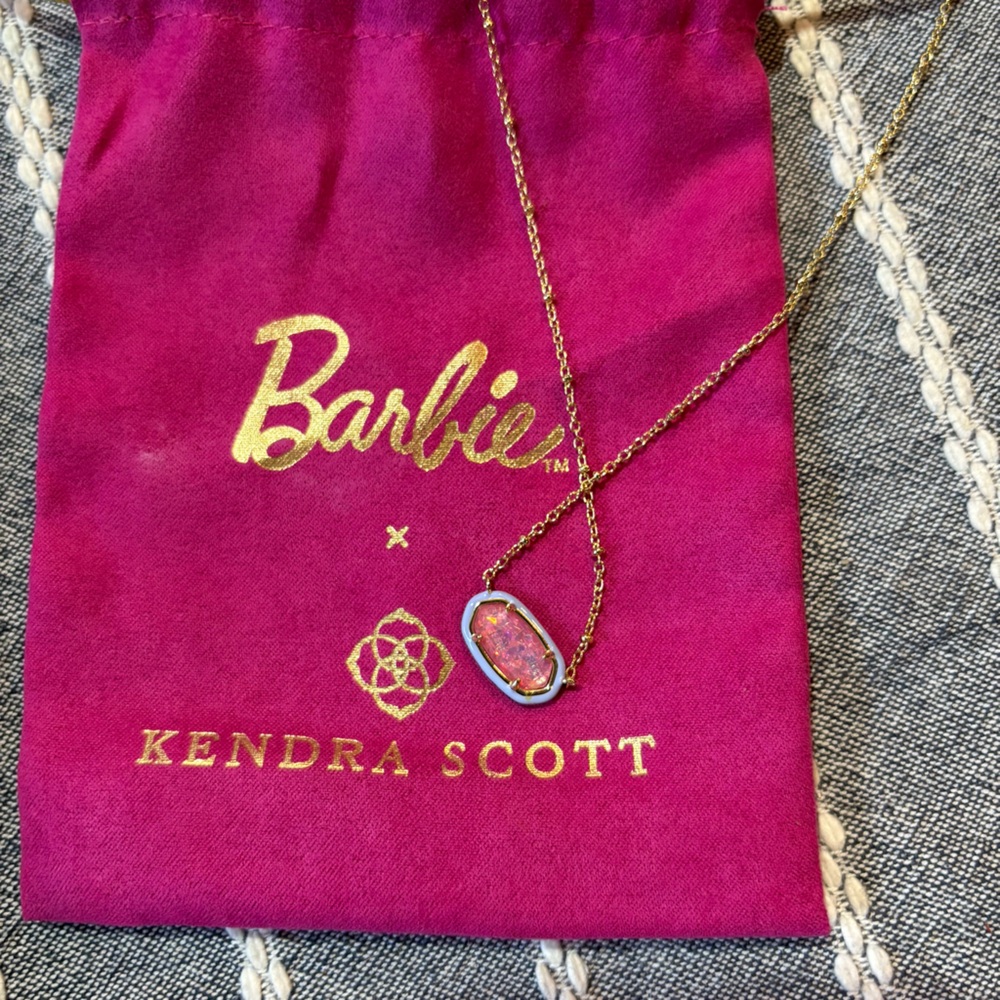 Barbie™
×
KENDRA SCOTT